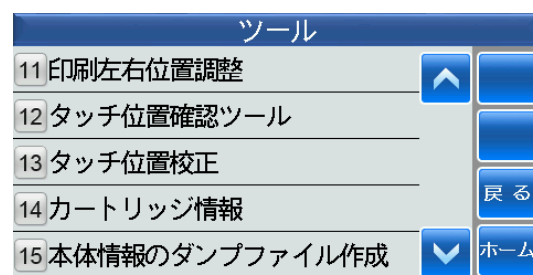 ツール
11 印刷左右位置調整
12 タッチ位置確認ツール
13 タッチ位置校正
14 カートリッジ情報
15 本体情報のダンプファイル作成
戻る
ホーム